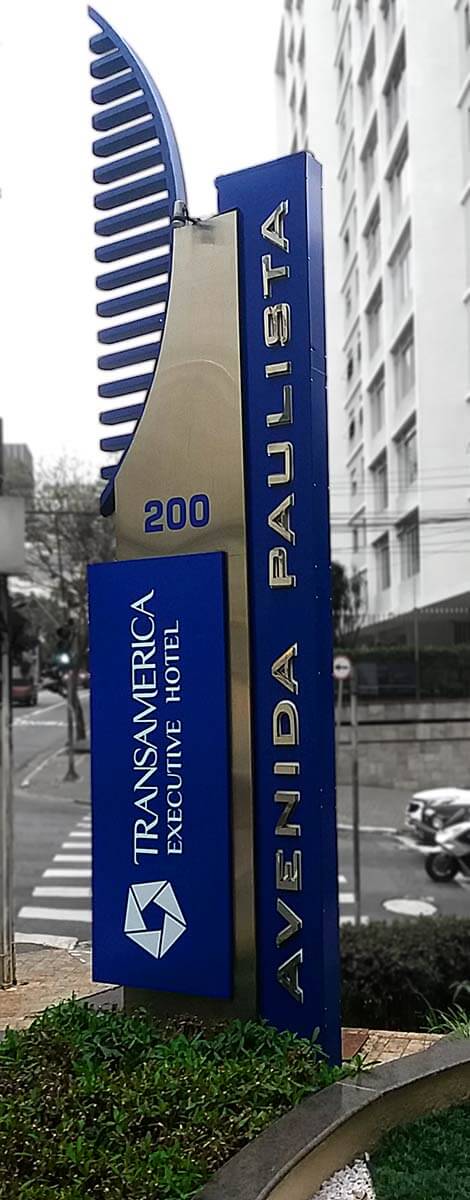 200
TRANSAMERICA
EXECUTIVE HOTEL
AVENIDA PAULISTA